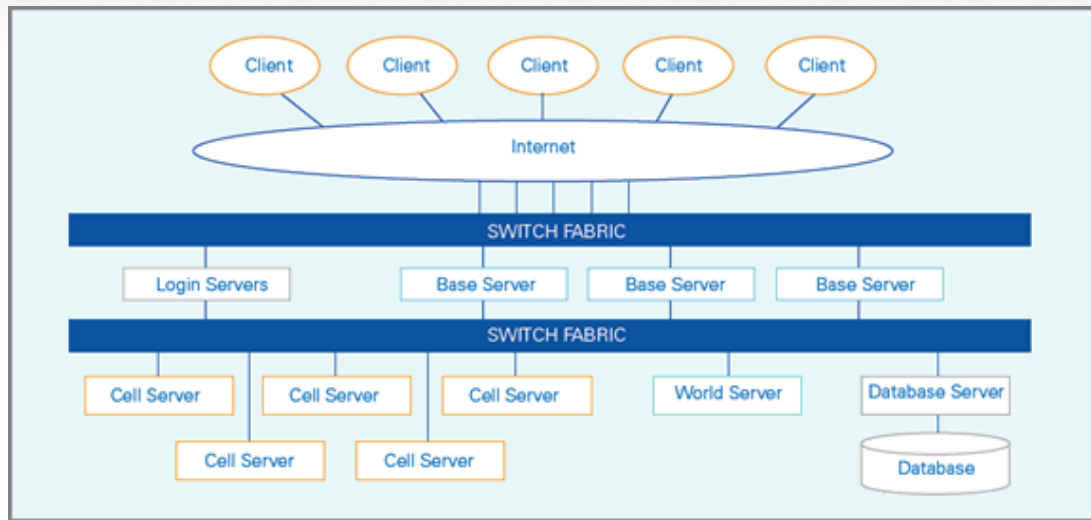 Client
Client
Client
Client
Client
Internet
SWITCH FABRIC
Login Servers
Base Server
Base Server
Base Server
SWITCH FABRIC
Cell Server
Cell Server
Cell Server
World Server
Database Server
Cell Server
Cell Server
Database